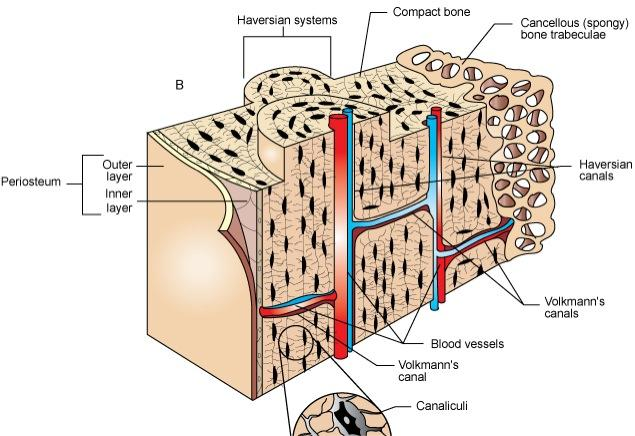 Haversian systems
Compact bone
Cancellous (spongy)
bone trabeculae
B
Periosteum
Outer
layer
Inner
layer
Haversian
canals
Volkmann's
canals
Blood vessels
Volkmann's
canal
Canaliculi